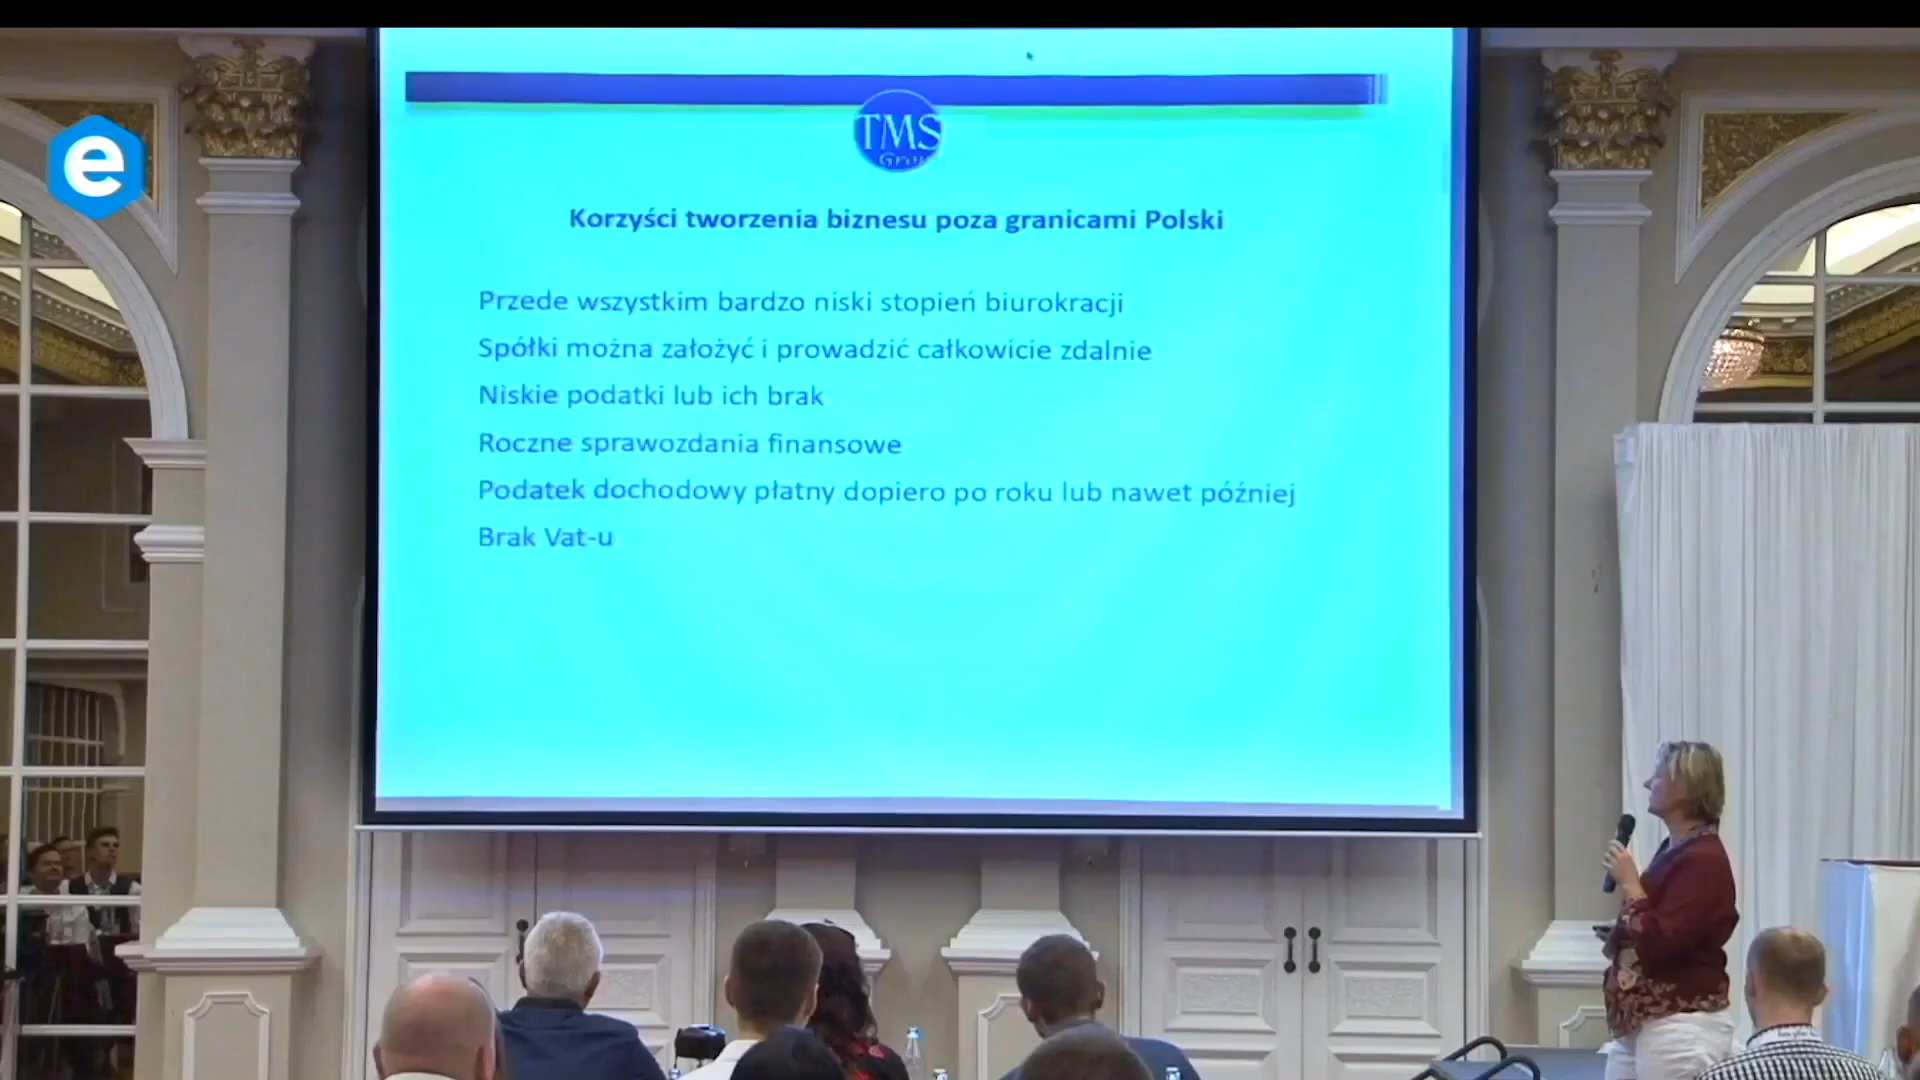 e
TMS
Group
Korzyści tworzenia biznesu poza granicami Polski
Przede wszystkim bardzo niski stopień biurokracji
Spółki można założyć i prowadzić całkowicie zdalnie
Niskie podatki lub ich brak
Roczne sprawozdania finansowe
Podatek dochodowy płatny dopiero po roku lub nawet później
Brak Vat-u